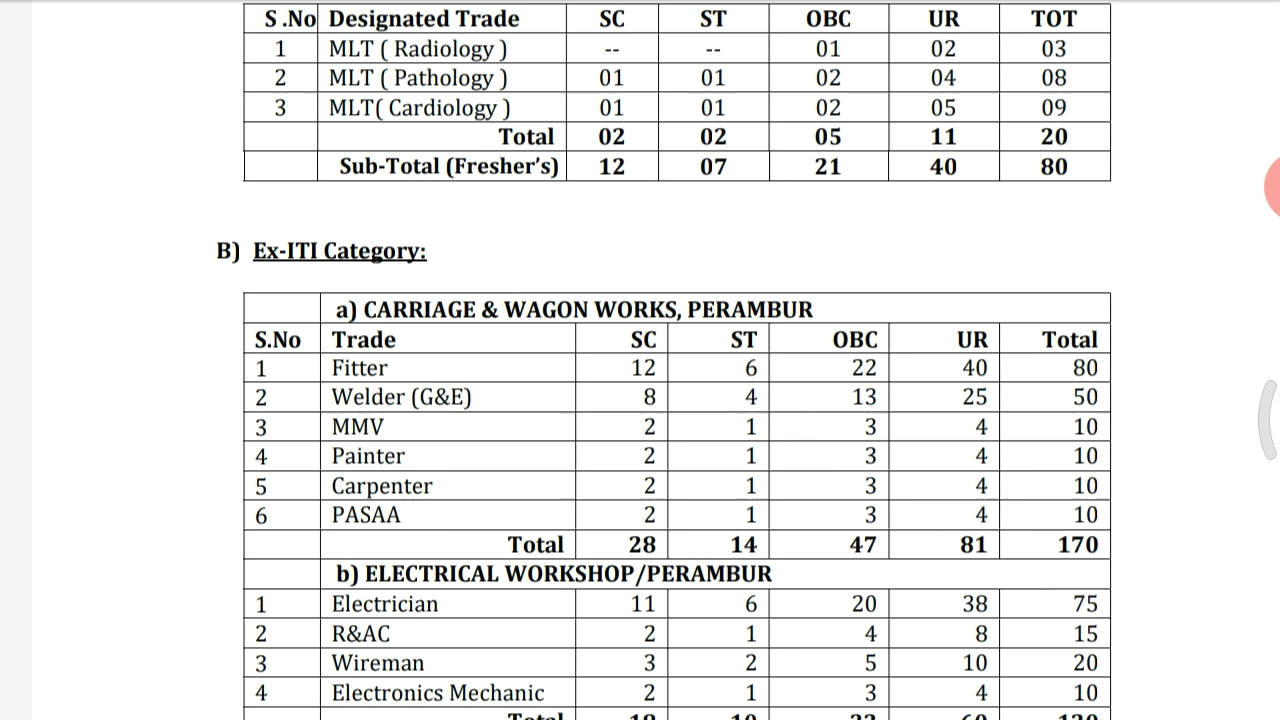 S .No Designated Trade SC ST OBC UR TOT
1 MLT ( Radiology ) -- -- 01 02 03
2 MLT ( Pathology ) 01 01 02 04 08
3 MLT( Cardiology ) 01 01 02 05 09
Total 02 02 05 11 20
Sub-Total (Fresher's) 12 07 21 40 80
B) Ex-ITI Category:
a) CARRIAGE & WAGON WORKS, PERAMBUR
S.No Trade SC ST OBC UR Total
1 Fitter 12 6 22 40 80
2 Welder (G&E) 8 4 13 25 50
3 MMV 2 1 3 4 10
4 Painter 2 1 3 4 10
5 Carpenter 2 1 3 4 10
6 PASAA 2 1 3 4 10
Total 28 14 47 81 170
b) ELECTRICAL WORKSHOP/PERAMBUR
1 Electrician 11 6 20 38 75
2 R&AC 2 1 4 8 15
3 Wireman 3 2 5 10 20
4 Electronics Mechanic 2 1 3 4 10
Total